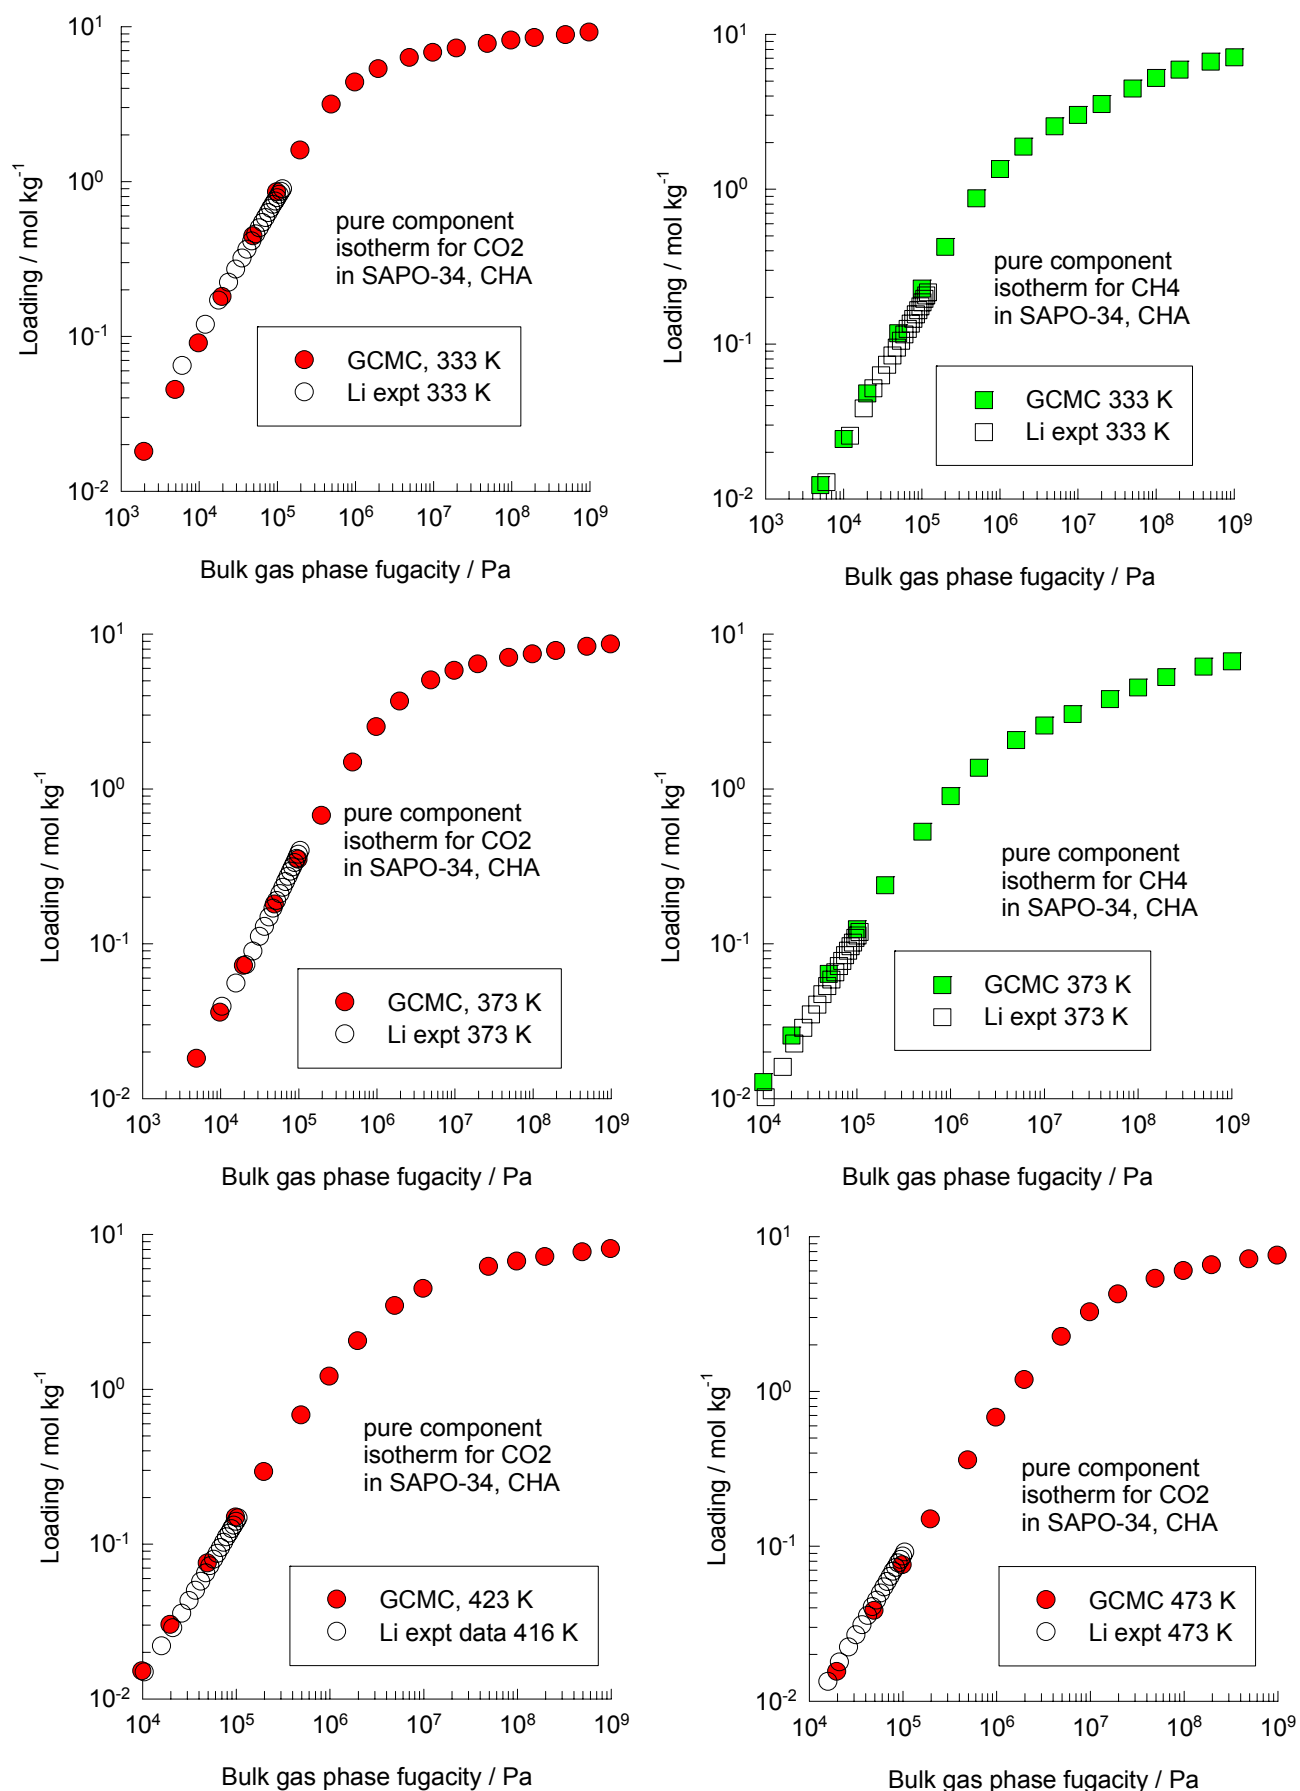 10^1
10^0
10^-1
10^-2
Loading / mol kg^-1
pure component
isotherm for CO2
in SAPO-34, CHA
GCMC, 333 K
Li expt 333 K
10^3 10^4 10^5 10^6 10^7 10^8 10^9
Bulk gas phase fugacity / Pa
10^1
10^0
10^-1
10^-2
Loading / mol kg^-1
pure component
isotherm for CH4
in SAPO-34, CHA
GCMC 333 K
Li expt 333 K
10^3 10^4 10^5 10^6 10^7 10^8 10^9
Bulk gas phase fugacity / Pa
10^1
10^0
10^-1
10^-2
Loading / mol kg^-1
pure component
isotherm for CO2
in SAPO-34, CHA
GCMC, 373 K
Li expt 373 K
10^3 10^4 10^5 10^6 10^7 10^8 10^9
Bulk gas phase fugacity / Pa
10^1
10^0
10^-1
10^-2
Loading / mol kg^-1
pure component
isotherm for CH4
in SAPO-34, CHA
GCMC 373 K
Li expt 373 K
10^4 10^5 10^6 10^7 10^8 10^9
Bulk gas phase fugacity / Pa
10^1
10^0
10^-1
10^-2
Loading / mol kg^-1
pure component
isotherm for CO2
in SAPO-34, CHA
GCMC, 423 K
Li expt data 416 K
10^4 10^5 10^6 10^7 10^8 10^9
Bulk gas phase fugacity / Pa
10^1
10^0
10^-1
10^-2
Loading / mol kg^-1
pure component
isotherm for CO2
in SAPO-34, CHA
GCMC 473 K
Li expt 473 K
10^4 10^5 10^6 10^7 10^8 10^9
Bulk gas phase fugacity / Pa